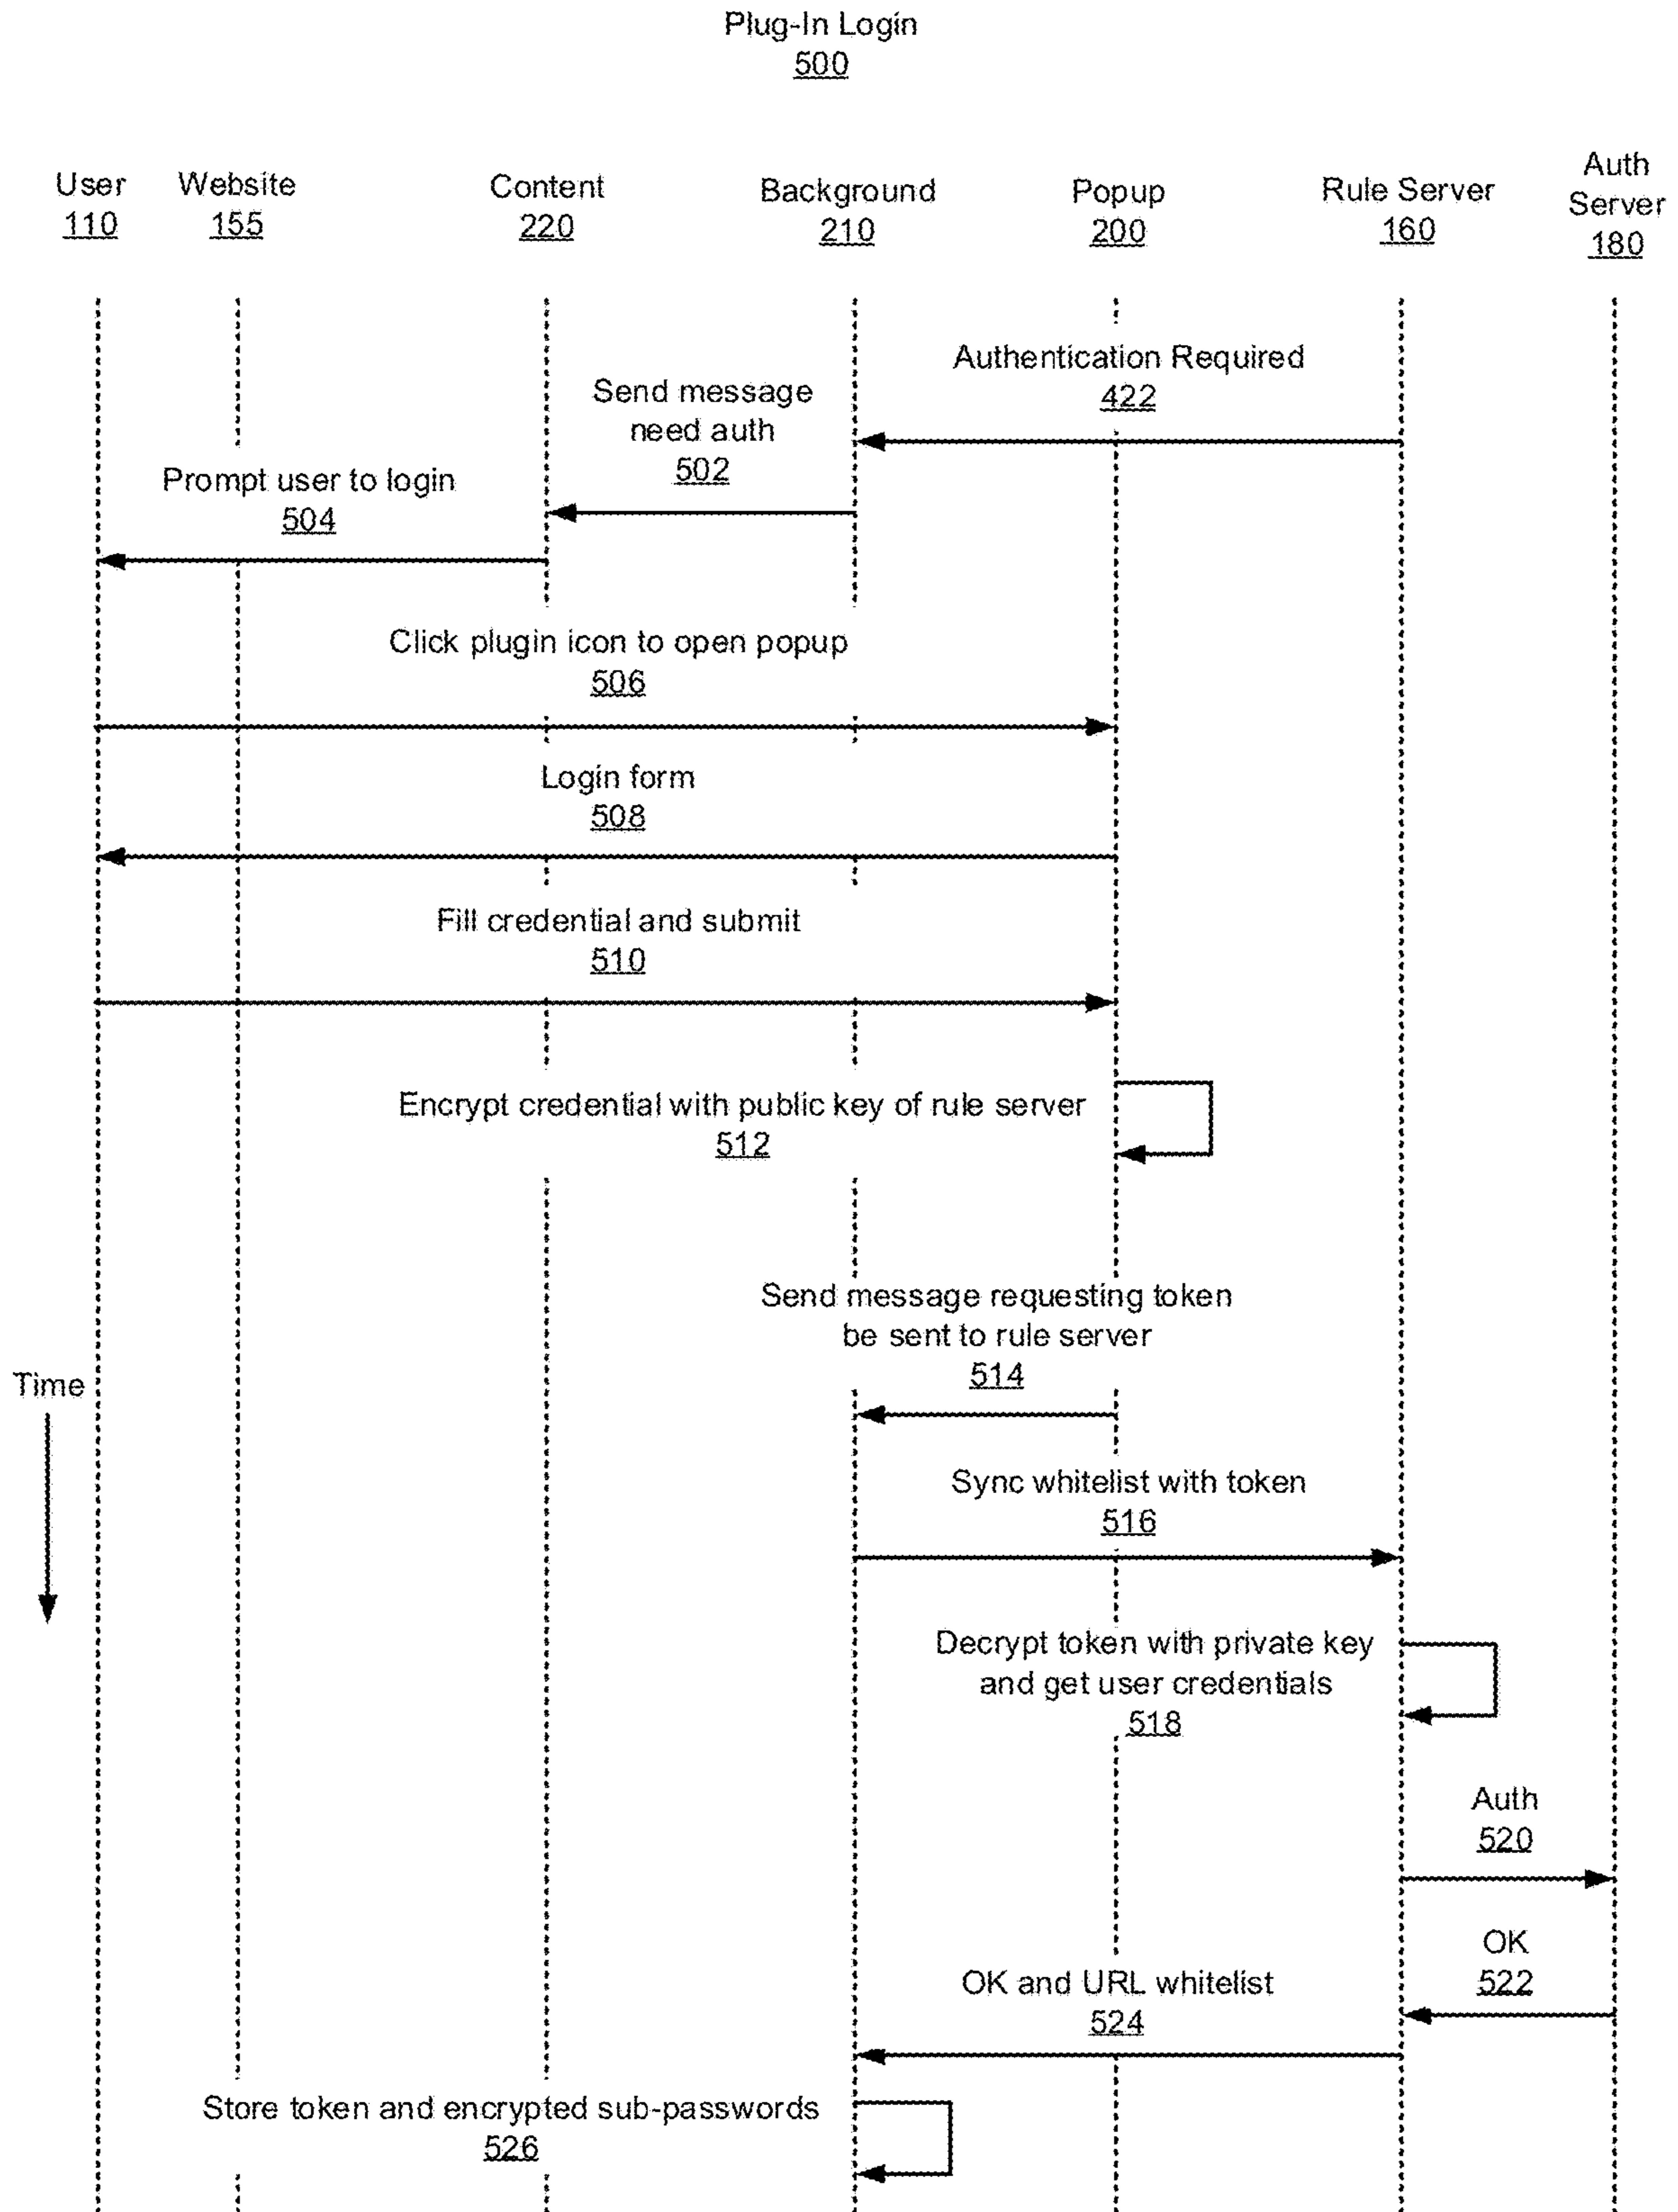 Plug-In Login
500
User
110
Website
155
Content
220
Background
210
Popup
200
Rule Server
160
Auth
Server
180
Authentication Required
422
Send message
need auth
502
Prompt user to login
504
Click plugin icon to open popup
506
Login form
508
Fill credential and submit
510
Encrypt credential with public key of rule server
512
Send message requesting token
be sent to rule server
514
Time
Sync whitelist with token
516
Decrypt token with private key
and get user credentials
518
Auth
520
OK
522
OK and URL whitelist
524
Store token and encrypted sub-passwords
526